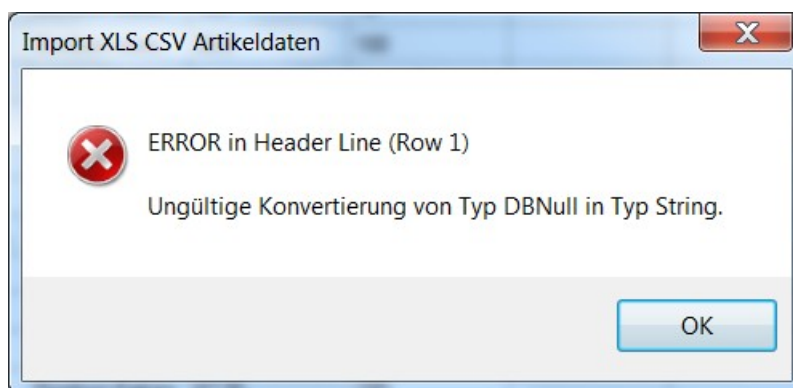 Import XLS CSV Artikeldaten
ERROR in Header Line (Row 1)
Ungültige Konvertierung von Typ DBNull in Typ String.
OK